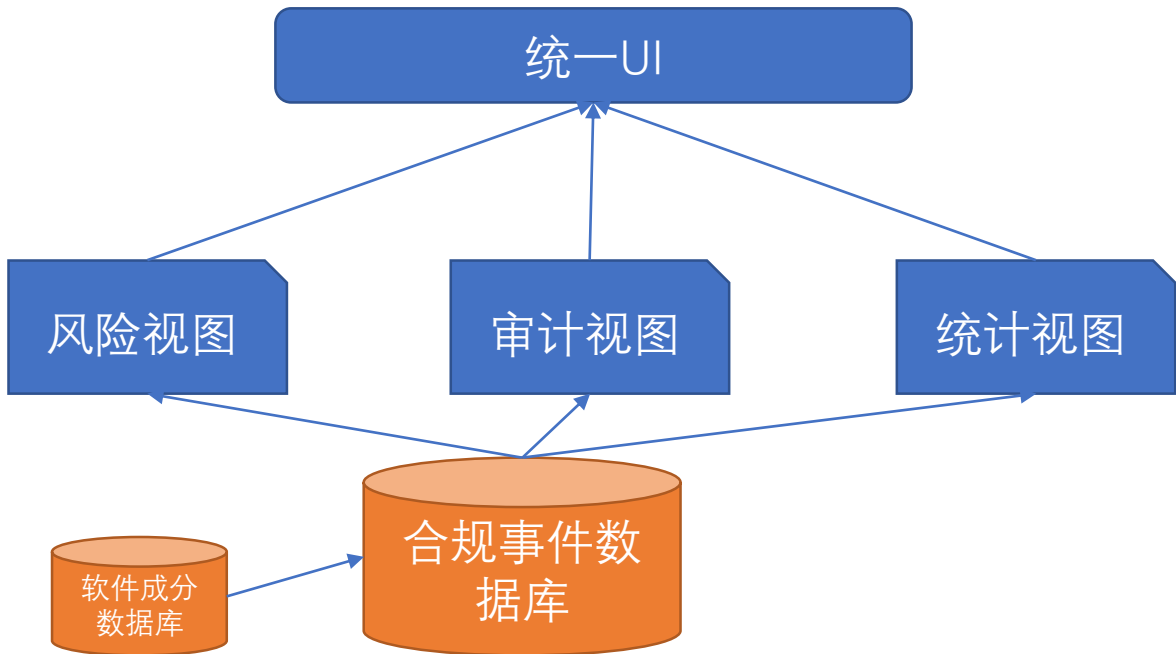 统一UI
风险视图
审计视图
统计视图
合规事件数
据库
软件成分
数据库